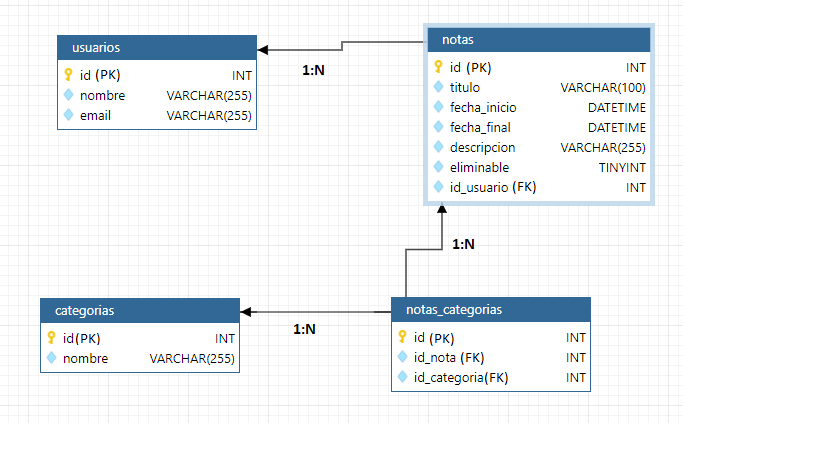 usuarios
id (PK) INT
nombre VARCHAR(255)
email VARCHAR(255)
1:N
notas
id (PK) INT
titulo VARCHAR(100)
fecha_inicio DATETIME
fecha_final DATETIME
descripcion VARCHAR(255)
eliminable TINYINT
id_usuario (FK) INT
1:N
categorias
id(PK) INT
nombre VARCHAR(255)
1:N
notas_categorias
id (PK) INT
id_nota (FK) INT
id_categoria(FK) INT